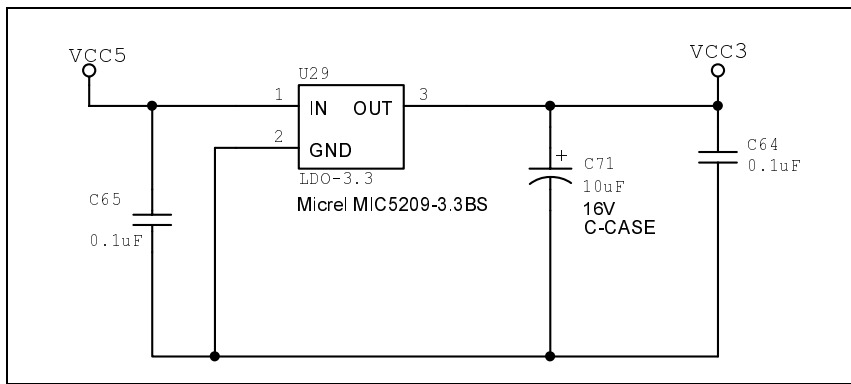 VCC5
VCC3
U29
1
IN
OUT
3
2
GND
LDO-3.3
Micrel MIC5209-3.3BS
C65
0.1uF
+
C71
10uF
16V
C-CASE
C64
0.1uF